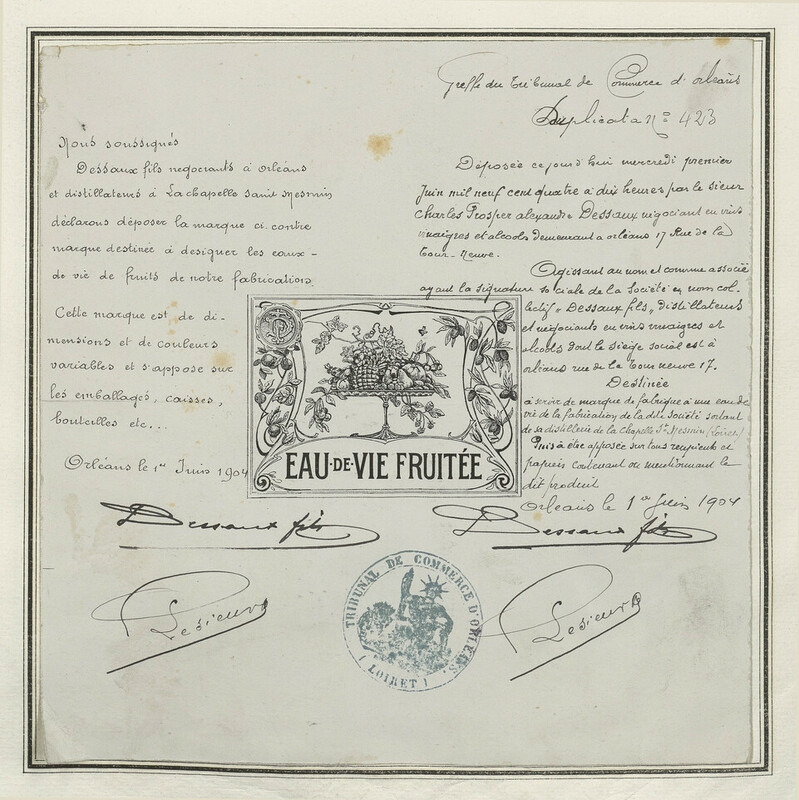 Nous soussignés
Dessaux fils négociants à Orléans
et distillateurs à La chapelle Saint Mesmin
déclarons déposer la marque ci. contre
marque destinée à désigner les eaux-
de vie de fruits de notre fabrication.
Cette marque est de di-
mensions et de couleurs
variables et s'appose sur
les emballages, caisses,
bouteilles etc...
Orléans le 1er Juin 1904
Dessaux fils
Lesieur
Greffe du Tribunal de Commerce d'Orléans
Duplicata No 423
Déposée ce jour d'hui mercredi premier
Juin mil neuf cent quatre à dix heures par le sieur
Charles Prosper alexandre Dessaux négociant en vins
vinaigres et alcools demeurant a orléans 17 Rue de la
Tour-Neuve.
Agissant au nom et comme associé
ayant la signature sociale de la Société en nom col-
lectif "Dessaux fils" distillateurs
et négociants en vins vinaigres et
alcools dont le siège social est à
orléans rue de la Tour neuve 17.
Destinée
à servir de marque de fabrique à une eau de
vie de la fabrication de la dite Société sortant
de sa distillerie de la Chapelle St Mesmin (Loiret)
Puis à être apposée sur tous recipients et
papiers contenant ou mentionnant le
dit produit
Orléans le 1er Juin 1904
Dessaux fils
Lesieur
EAU-DE-VIE FRUITÉE
TRIBUNAL DE COMMERCE D'ORLÉANS
(LOIRET)